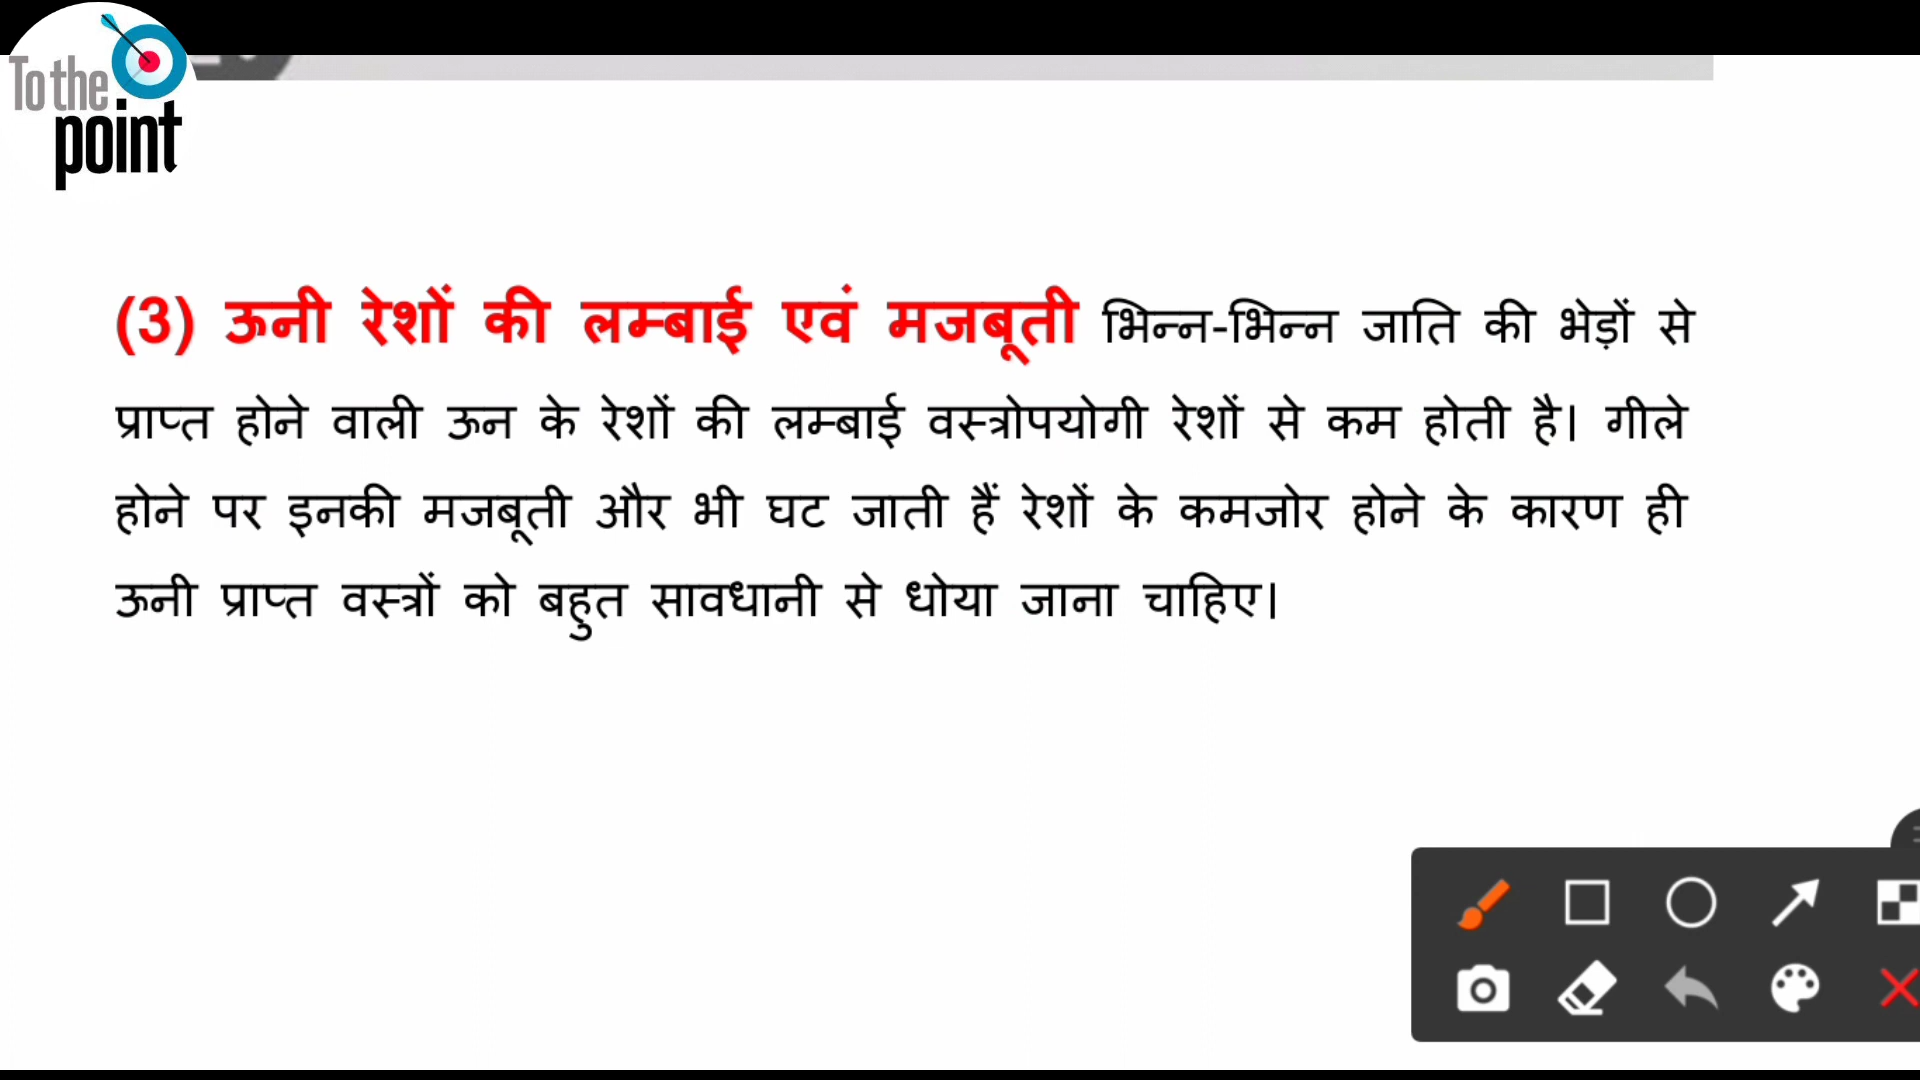 To the
point
(3) ऊनी रेशों की लम्बाई एवं मजबूती भिन्न-भिन्न जाति की भेड़ों से
प्राप्त होने वाली ऊन के रेशों की लम्बाई वस्त्रोपयोगी रेशों से कम होती है। गीले
होने पर इनकी मजबूती और भी घट जाती हैं रेशों के कमजोर होने के कारण ही
ऊनी प्राप्त वस्त्रों को बहुत सावधानी से धोया जाना चाहिए।